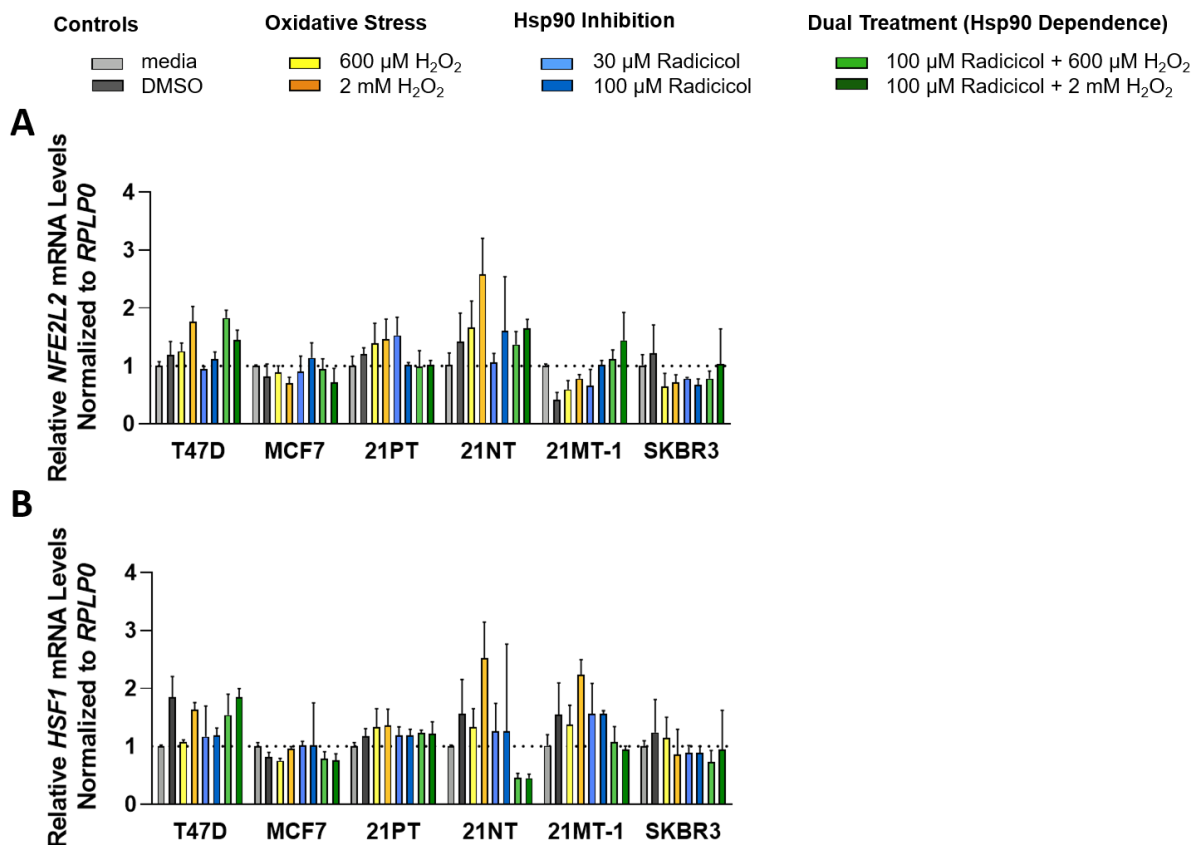 Controls
Oxidative Stress
Hsp90 Inhibition
Dual Treatment (Hsp90 Dependence)
media
600 µM H₂O₂
30 µM Radicicol
100 µM Radicicol + 600 µM H₂O₂
DMSO
2 mM H₂O₂
100 µM Radicicol
100 µM Radicicol + 2 mM H₂O₂
A
Relative NFE2L2 mRNA Levels
Normalized to RPLP0
4
3
2
1
0
T47D MCF7 21PT 21NT 21MT-1 SKBR3
B
Relative HSF1 mRNA Levels
Normalized to RPLP0
4
3
2
1
0
T47D MCF7 21PT 21NT 21MT-1 SKBR3